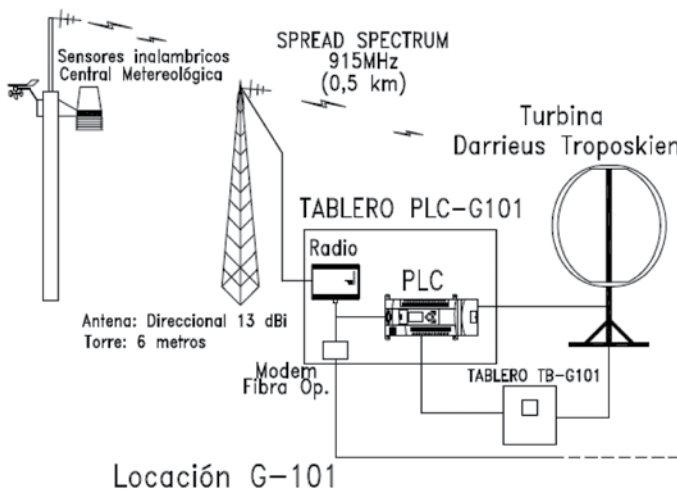 Sensores inalambricos
Central Metereológica
SPREAD SPECTRUM
915MHz
(0,5 km)
Turbina
Darrieus Troposkien
TABLERO PLC-G101
Radio
PLC
Antena: Direccional 13 dBi
Torre: 6 metros
Modem
Fibra Op.
TABLERO TB-G101
Locación G-101